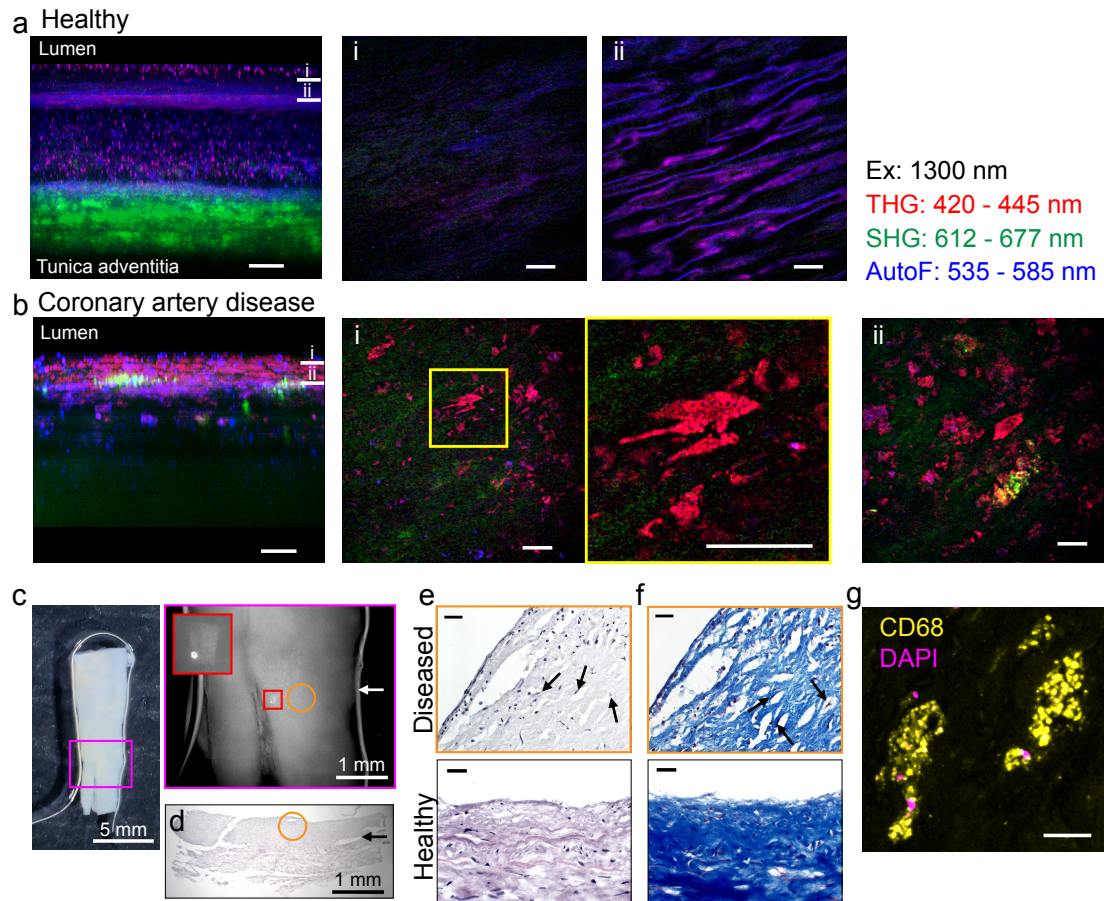 a Healthy
Lumen
i
ii
Tunica adventitia
i
ii
Ex: 1300 nm
THG: 420 - 445 nm
SHG: 612 - 677 nm
AutoF: 535 - 585 nm
b Coronary artery disease
Lumen
i
ii
i
ii
c
5 mm
1 mm
d
1 mm
e
f
Diseased
Healthy
g
CD68
DAPI